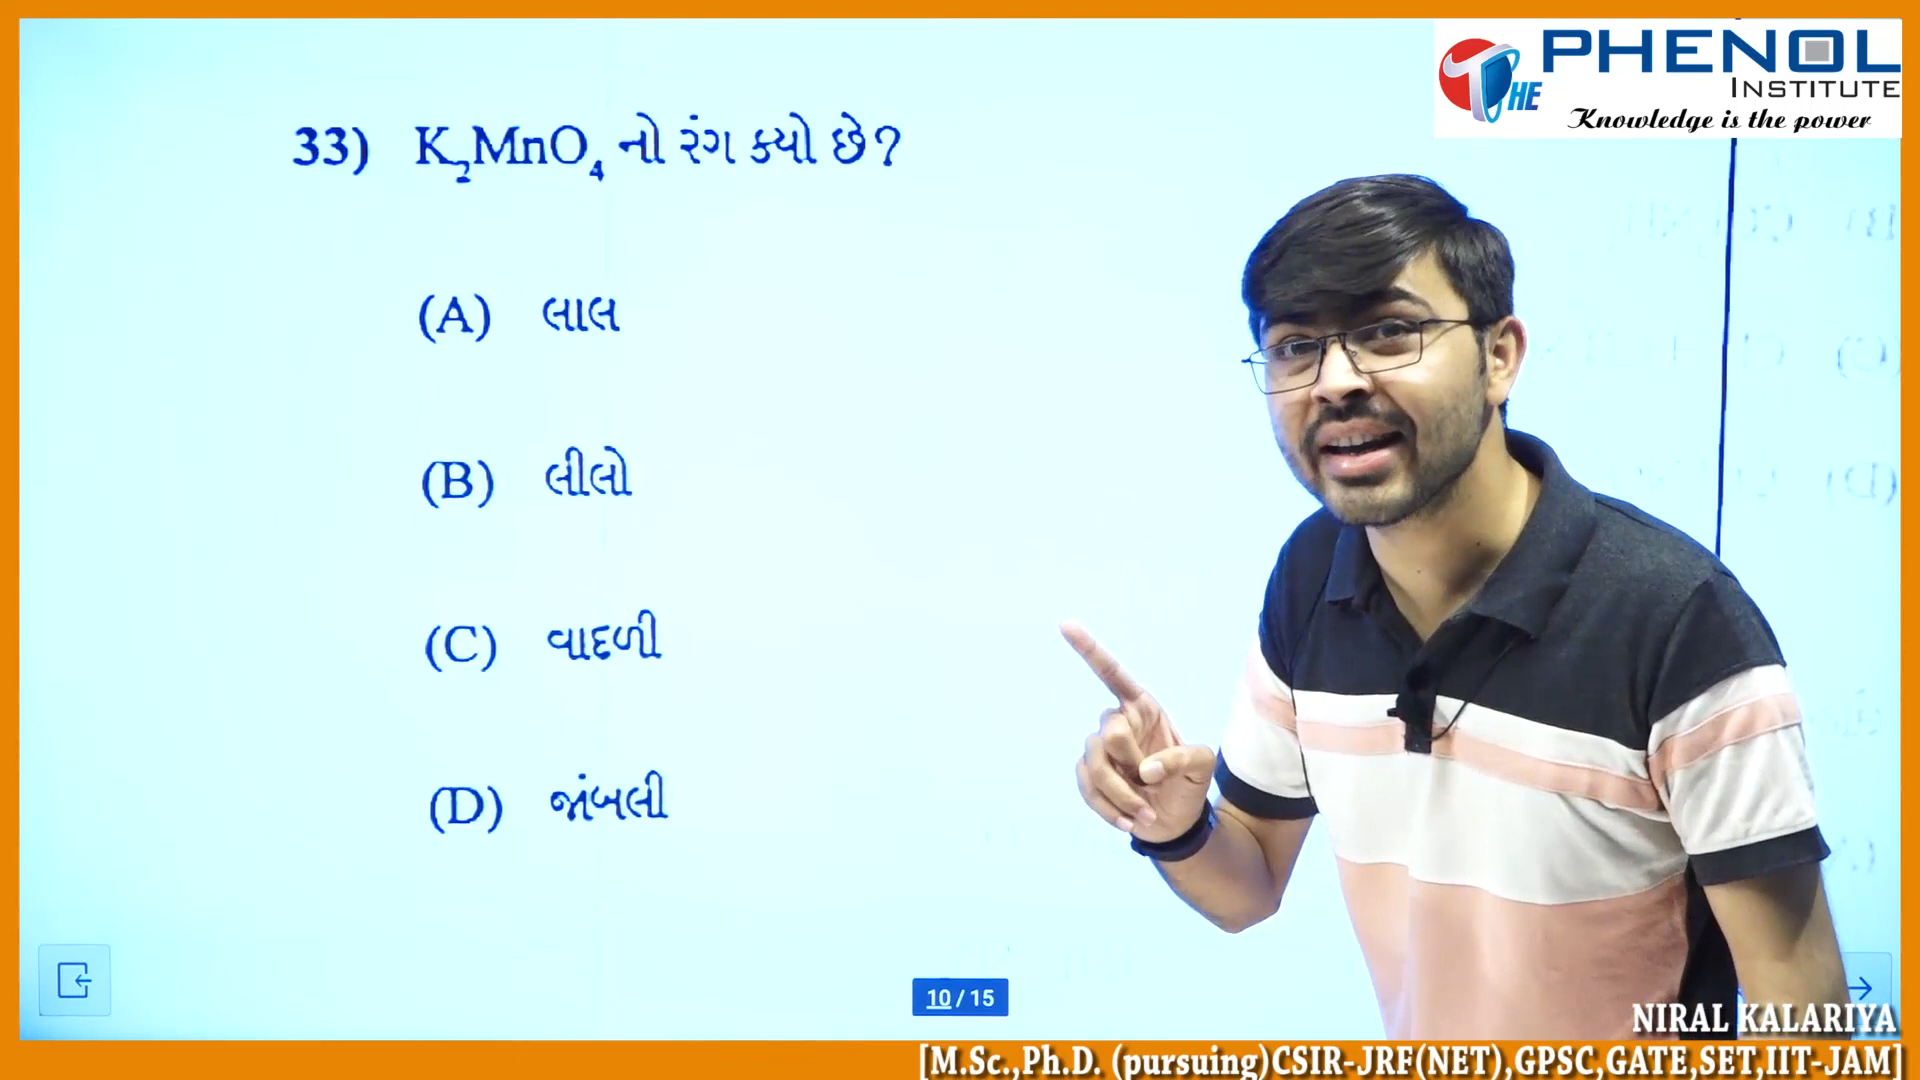 THE PHENOL
INSTITUTE
Knowledge is the power
33) K₂MnO₄ નો રંગ ક્યો છે?
(A) લાલ
(B) લીલો
(C) વાદળી
(D) જાંબલી
10 / 15
NIRAL KALARIYA
[M.Sc.,Ph.D. (pursuing)CSIR-JRF(NET),GPSC,GATE,SET,IIT-JAM]